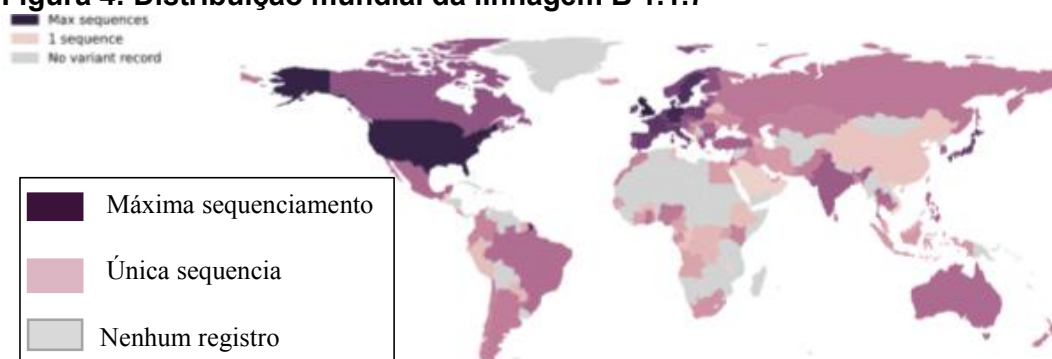 Figura 4. Distribuição mundial da linhagem B 1.1.7
Max sequences
1 sequence
No variant record
Máxima sequenciamento
Única sequencia
Nenhum registro